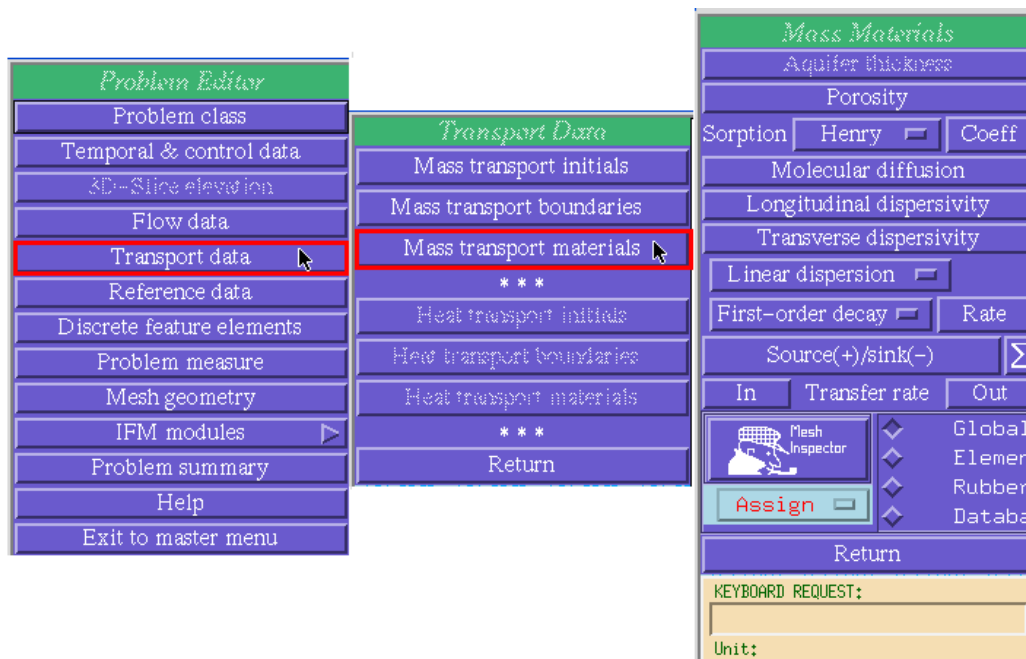 Problem Editor
Problem class
Temporal & control data
3D-Slice elevation
Flow data
Transport data
Reference data
Discrete feature elements
Problem measure
Mesh geometry
IFM modules
Problem summary
Help
Exit to master menu
Transport Data
Mass transport initials
Mass transport boundaries
Mass transport materials
* * *
Heat transport initials
Heat transport boundaries
Heat transport materials
* * *
Return
Mass Materials
Aquifer thickness
Porosity
Sorption Henry Coeff
Molecular diffusion
Longitudinal dispersivity
Transverse dispersivity
Linear dispersion
First-order decay Rate
Source(+)/sink(-) Σ
In Transfer rate Out
Mesh
Inspector
Assign
Global
Elemen
Rubber
Databa
Return
KEYBOARD REQUEST:
Unit: